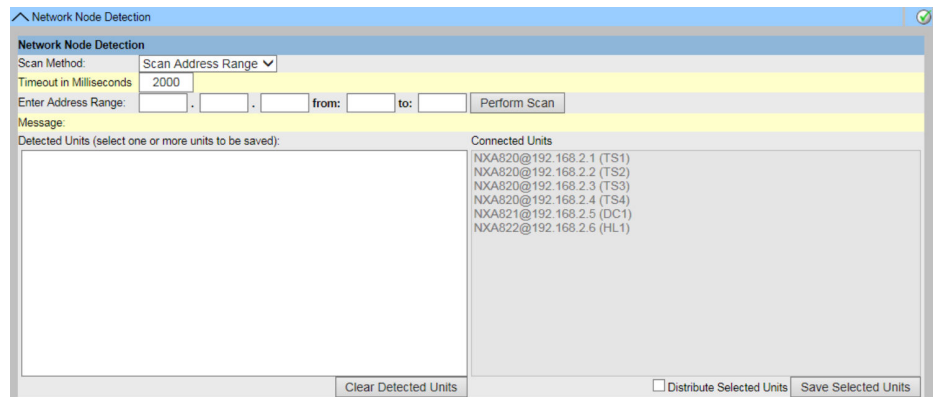 Network Node Detection
Network Node Detection
Scan Method: Scan Address Range
Timeout in Milliseconds 2000
Enter Address Range: . . from: to: Perform Scan
Message:
Detected Units (select one or more units to be saved): Connected Units
NXA820@192.168.2.1 (TS1)
NXA820@192.168.2.2 (TS2)
NXA820@192.168.2.3 (TS3)
NXA820@192.168.2.4 (TS4)
NXA821@192.168.2.5 (DC1)
NXA822@192.168.2.6 (HL1)
Clear Detected Units Distribute Selected Units Save Selected Units